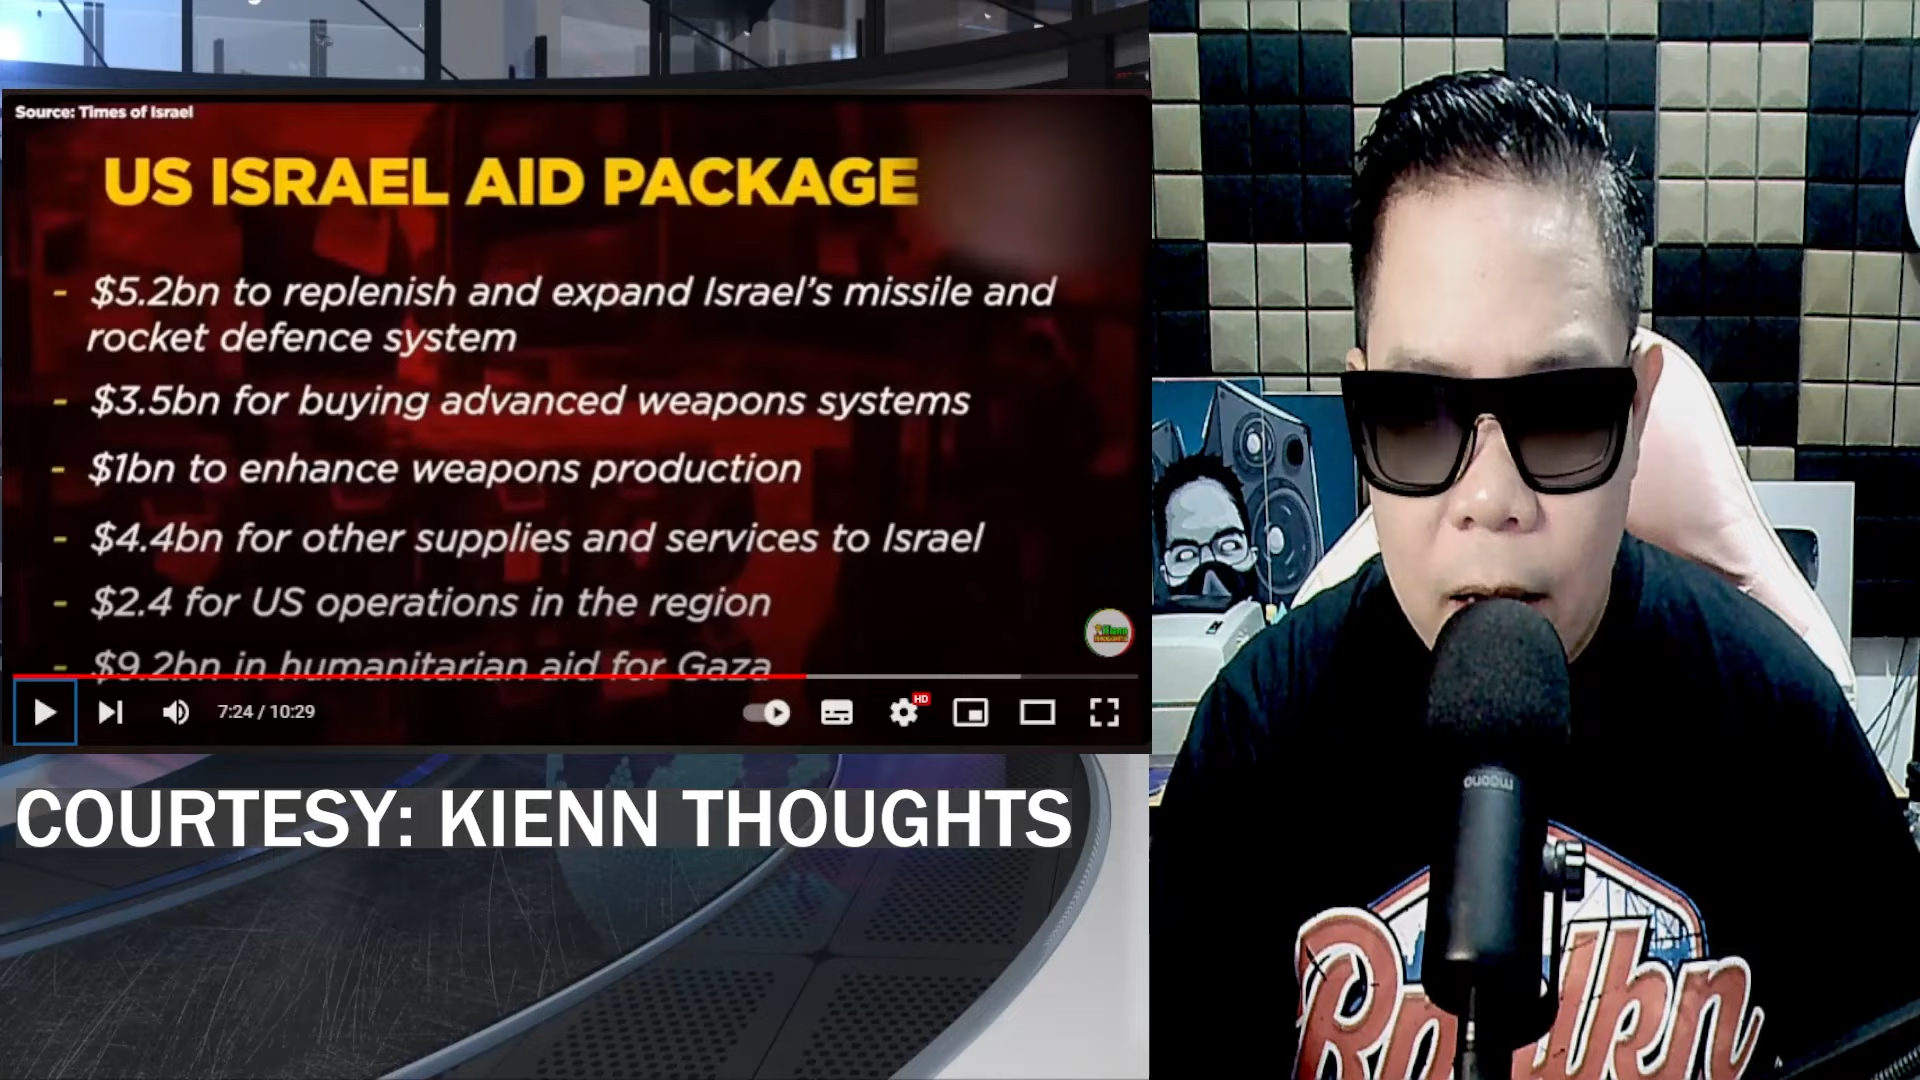 Source: Times of Israel
US ISRAEL AID PACKAGE
- $5.2bn to replenish and expand Israel's missile and
rocket defence system
- $3.5bn for buying advanced weapons systems
- $1bn to enhance weapons production
- $4.4bn for other supplies and services to Israel
- $2.4 for US operations in the region
- $9.2bn in humanitarian aid for Gaza
7:24 / 10:29
HD
COURTESY: KIENN THOUGHTS
maono